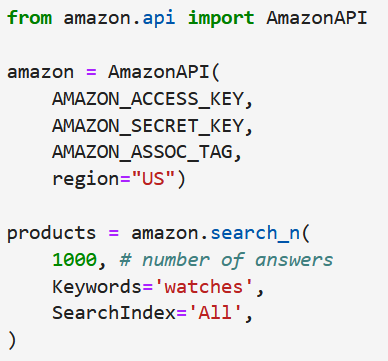 from amazon.api import AmazonAPI

amazon = AmazonAPI(
    AMAZON_ACCESS_KEY,
    AMAZON_SECRET_KEY,
    AMAZON_ASSOC_TAG,
    region="US")

products = amazon.search_n(
    1000, # number of answers
    Keywords='watches',
    SearchIndex='All',
)